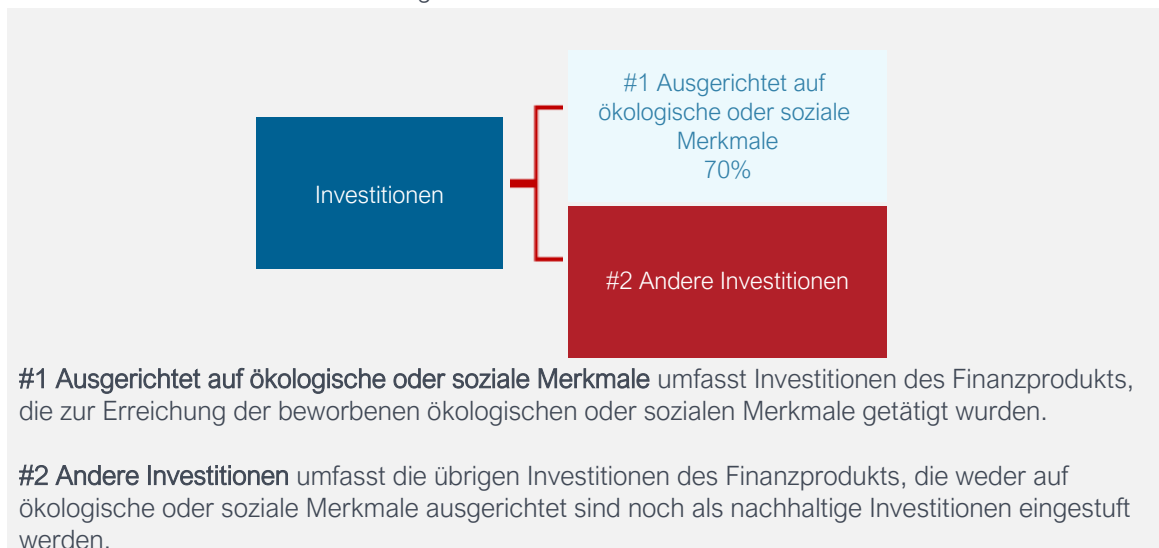 #1 Ausgerichtet auf
ökologische oder soziale
Merkmale
70%
Investitionen
#2 Andere Investitionen
#1 Ausgerichtet auf ökologische oder soziale Merkmale umfasst Investitionen des Finanzprodukts,
die zur Erreichung der beworbenen ökologischen oder sozialen Merkmale getätigt wurden.
#2 Andere Investitionen umfasst die übrigen Investitionen des Finanzprodukts, die weder auf
ökologische oder soziale Merkmale ausgerichtet sind noch als nachhaltige Investitionen eingestuft
werden.